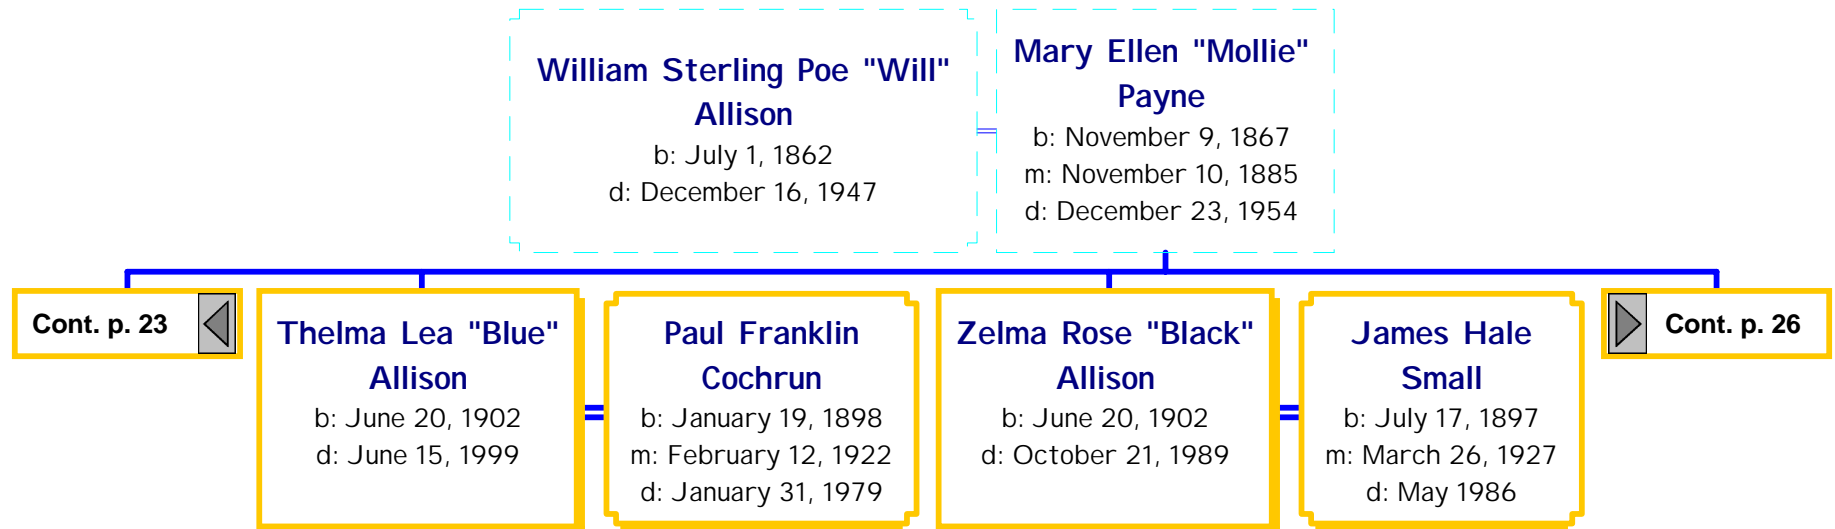 William Sterling Poe "Will"
Allison
b: July 1, 1862
d: December 16, 1947
Mary Ellen "Mollie"
Payne
b: November 9, 1867
m: November 10, 1885
d: December 23, 1954
Cont. p. 23
Thelma Lea "Blue"
Allison
b: June 20, 1902
d: June 15, 1999
Paul Franklin
Cochrun
b: January 19, 1898
m: February 12, 1922
d: January 31, 1979
Zelma Rose "Black"
Allison
b: June 20, 1902
d: October 21, 1989
James Hale
Small
b: July 17, 1897
m: March 26, 1927
d: May 1986
Cont. p. 26